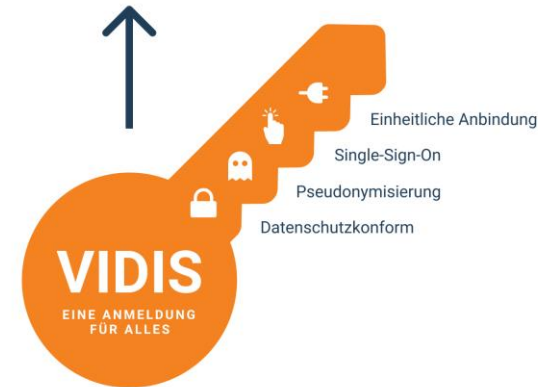 Einheitliche Anbindung
Single-Sign-On
Pseudonymisierung
Datenschutzkonform
VIDIS
EINE ANMELDUNG
FÜR ALLES